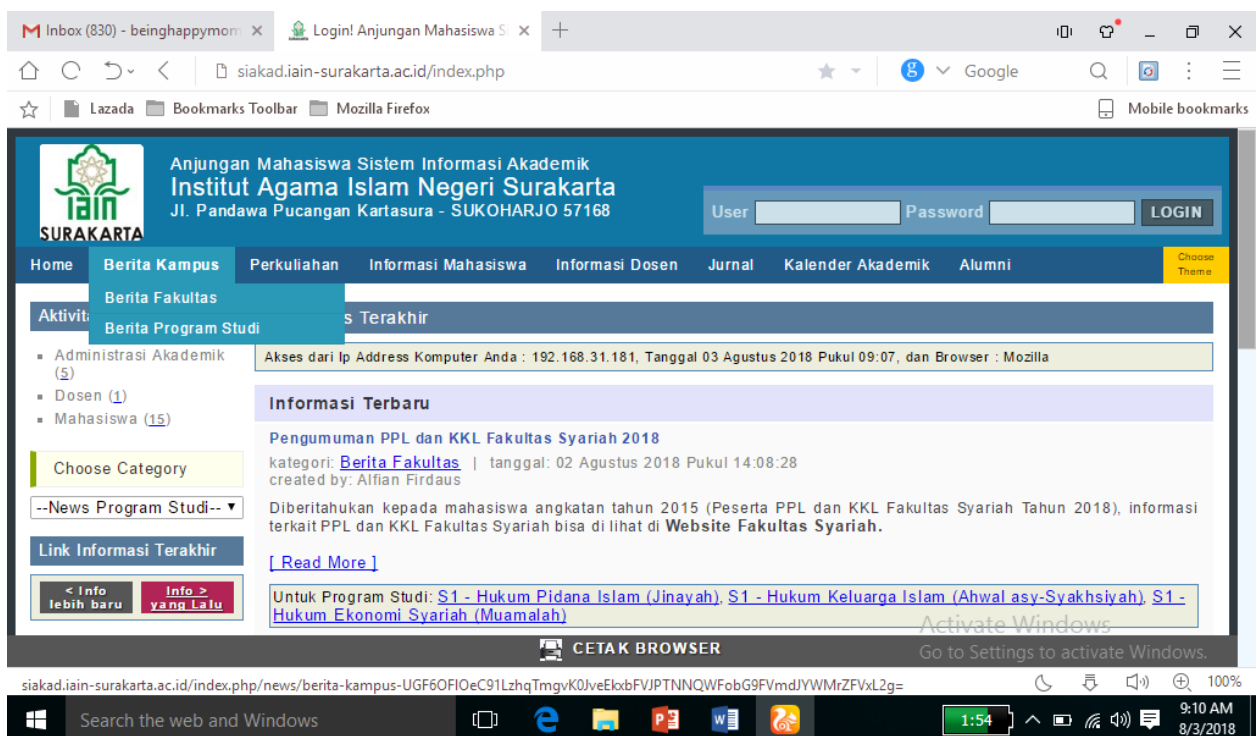 Inbox (830) - beinghappymom
Login! Anjungan Mahasiswa S
siakad.iain-surakarta.ac.id/index.php
Google
Lazada Bookmarks Toolbar Mozilla Firefox Mobile bookmarks
iain
SURAKARTA
Anjungan Mahasiswa Sistem Informasi Akademik
Institut Agama Islam Negeri Surakarta
Jl. Pandawa Pucangan Kartasura - SUKOHARJO 57168
User Password LOGIN
Home Berita Kampus Perkuliahan Informasi Mahasiswa Informasi Dosen Jurnal Kalender Akademik Alumni
Choose
Theme
Berita Fakultas
Berita Program Studi
Aktivit
s Terakhir
Administrasi Akademik
(5)
Dosen (1)
Mahasiswa (15)
Choose Category
--News Program Studi--
Link Informasi Terakhir
< Info
lebih baru
Info >
yang Lalu
Akses dari Ip Address Komputer Anda : 192.168.31.181, Tanggal 03 Agustus 2018 Pukul 09:07, dan Browser : Mozilla
Informasi Terbaru
Pengumuman PPL dan KKL Fakultas Syariah 2018
kategori: Berita Fakultas | tanggal: 02 Agustus 2018 Pukul 14:08:28
created by: Alfian Firdaus
Diberitahukan kepada mahasiswa angkatan tahun 2015 (Peserta PPL dan KKL Fakultas Syariah Tahun 2018), informasi
terkait PPL dan KKL Fakultas Syariah bisa di lihat di Website Fakultas Syariah.
[ Read More ]
Untuk Program Studi: S1 - Hukum Pidana Islam (Jinayah), S1 - Hukum Keluarga Islam (Ahwal asy-Syakhsiyah), S1 -
Hukum Ekonomi Syariah (Muamalah)
Activate Windows
Go to Settings to activate Windows.
CETAK BROWSER
100%
Search the web and Windows
1:54
9:10 AM
8/3/2018